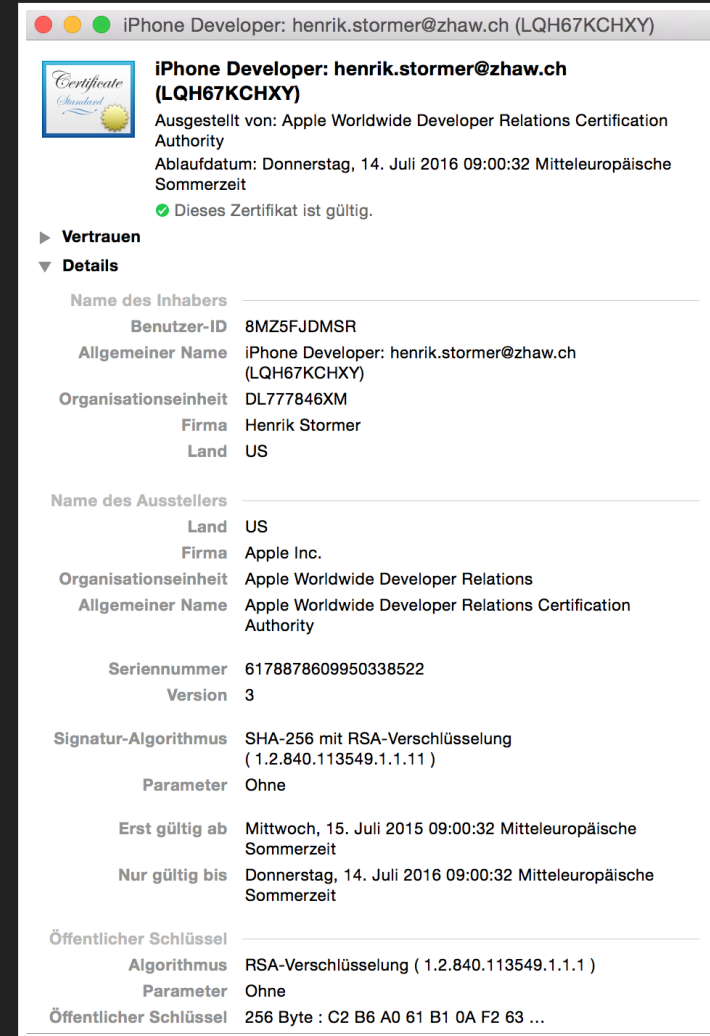 iPhone Developer: henrik.stormer@zhaw.ch (LQH67KCHXY)
Certificate
Standard
iPhone Developer: henrik.stormer@zhaw.ch
(LQH67KCHXY)
Ausgestellt von: Apple Worldwide Developer Relations Certification
Authority
Ablaufdatum: Donnerstag, 14. Juli 2016 09:00:32 Mitteleuropäische
Sommerzeit
Dieses Zertifikat ist gültig.
Vertrauen
Details
Name des Inhabers
Benutzer-ID 8MZ5FJDMSR
Allgemeiner Name iPhone Developer: henrik.stormer@zhaw.ch
(LQH67KCHXY)
Organisationseinheit DL777846XM
Firma Henrik Stormer
Land US
Name des Ausstellers
Land US
Firma Apple Inc.
Organisationseinheit Apple Worldwide Developer Relations
Allgemeiner Name Apple Worldwide Developer Relations Certification
Authority
Seriennummer 6178878609950338522
Version 3
Signatur-Algorithmus SHA-256 mit RSA-Verschlüsselung
( 1.2.840.113549.1.1.11 )
Parameter Ohne
Erst gültig ab Mittwoch, 15. Juli 2015 09:00:32 Mitteleuropäische
Sommerzeit
Nur gültig bis Donnerstag, 14. Juli 2016 09:00:32 Mitteleuropäische
Sommerzeit
Öffentlicher Schlüssel
Algorithmus RSA-Verschlüsselung ( 1.2.840.113549.1.1.1 )
Parameter Ohne
Öffentlicher Schlüssel 256 Byte : C2 B6 A0 61 B1 0A F2 63 ...